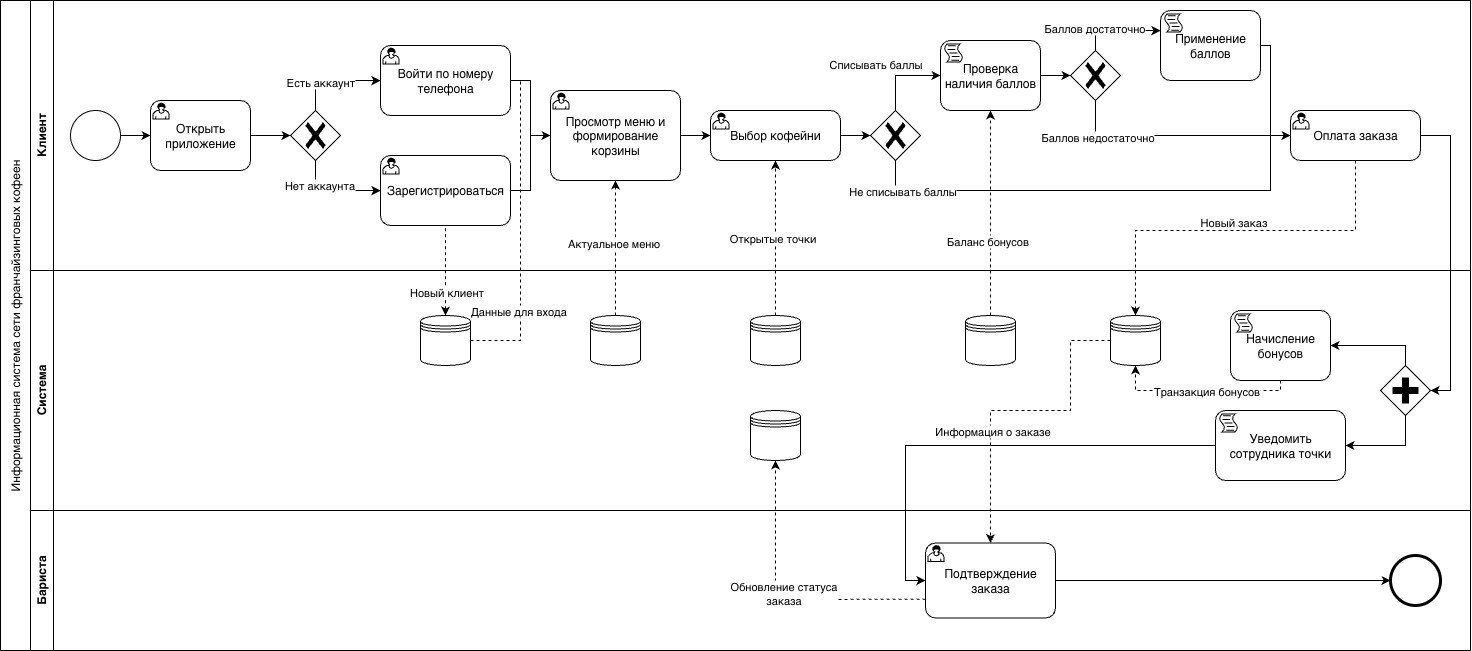 Информационная система сети франчайзинговых кофеен
Клиент
Открыть
приложение
Есть аккаунт
Нет аккаунта
Войти по номеру
телефона
Зарегистрироваться
Просмотр меню и
формирование
корзины
Выбор кофейни
Списывать баллы
Не списывать баллы
Проверка
наличия баллов
Баллов достаточно
Баллов недостаточно
Применение
баллов
Оплата заказа
Новый заказ
Актуальное меню
Открытые точки
Баланс бонусов
Система
Новый клиент
Данные для входа
Начисление
бонусов
Транзакция бонусов
Информация о заказе
Уведомить
сотрудника точки
Бариста
Обновление статуса
заказа
Подтверждение
заказа